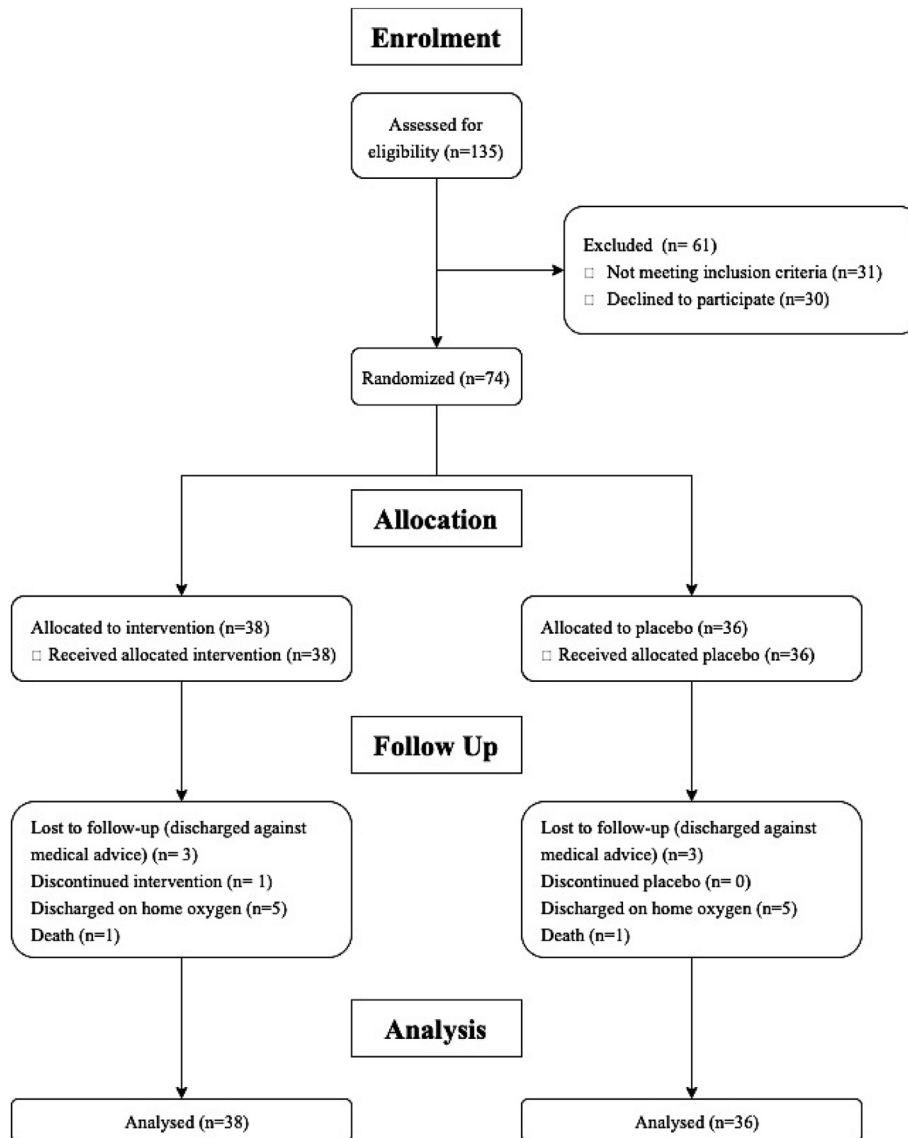 Enrolment
Assessed for
eligibility (n=135)
Excluded (n= 61)
□ Not meeting inclusion criteria (n=31)
□ Declined to participate (n=30)
Randomized (n=74)
Allocation
Allocated to intervention (n=38)
□ Received allocated intervention (n=38)
Allocated to placebo (n=36)
□ Received allocated placebo (n=36)
Follow Up
Lost to follow-up (discharged against
medical advice) (n= 3)
Discontinued intervention (n= 1)
Discharged on home oxygen (n=5)
Death (n=1)
Lost to follow-up (discharged against
medical advice) (n=3)
Discontinued placebo (n= 0)
Discharged on home oxygen (n=5)
Death (n=1)
Analysis
Analysed (n=38)
Analysed (n=36)